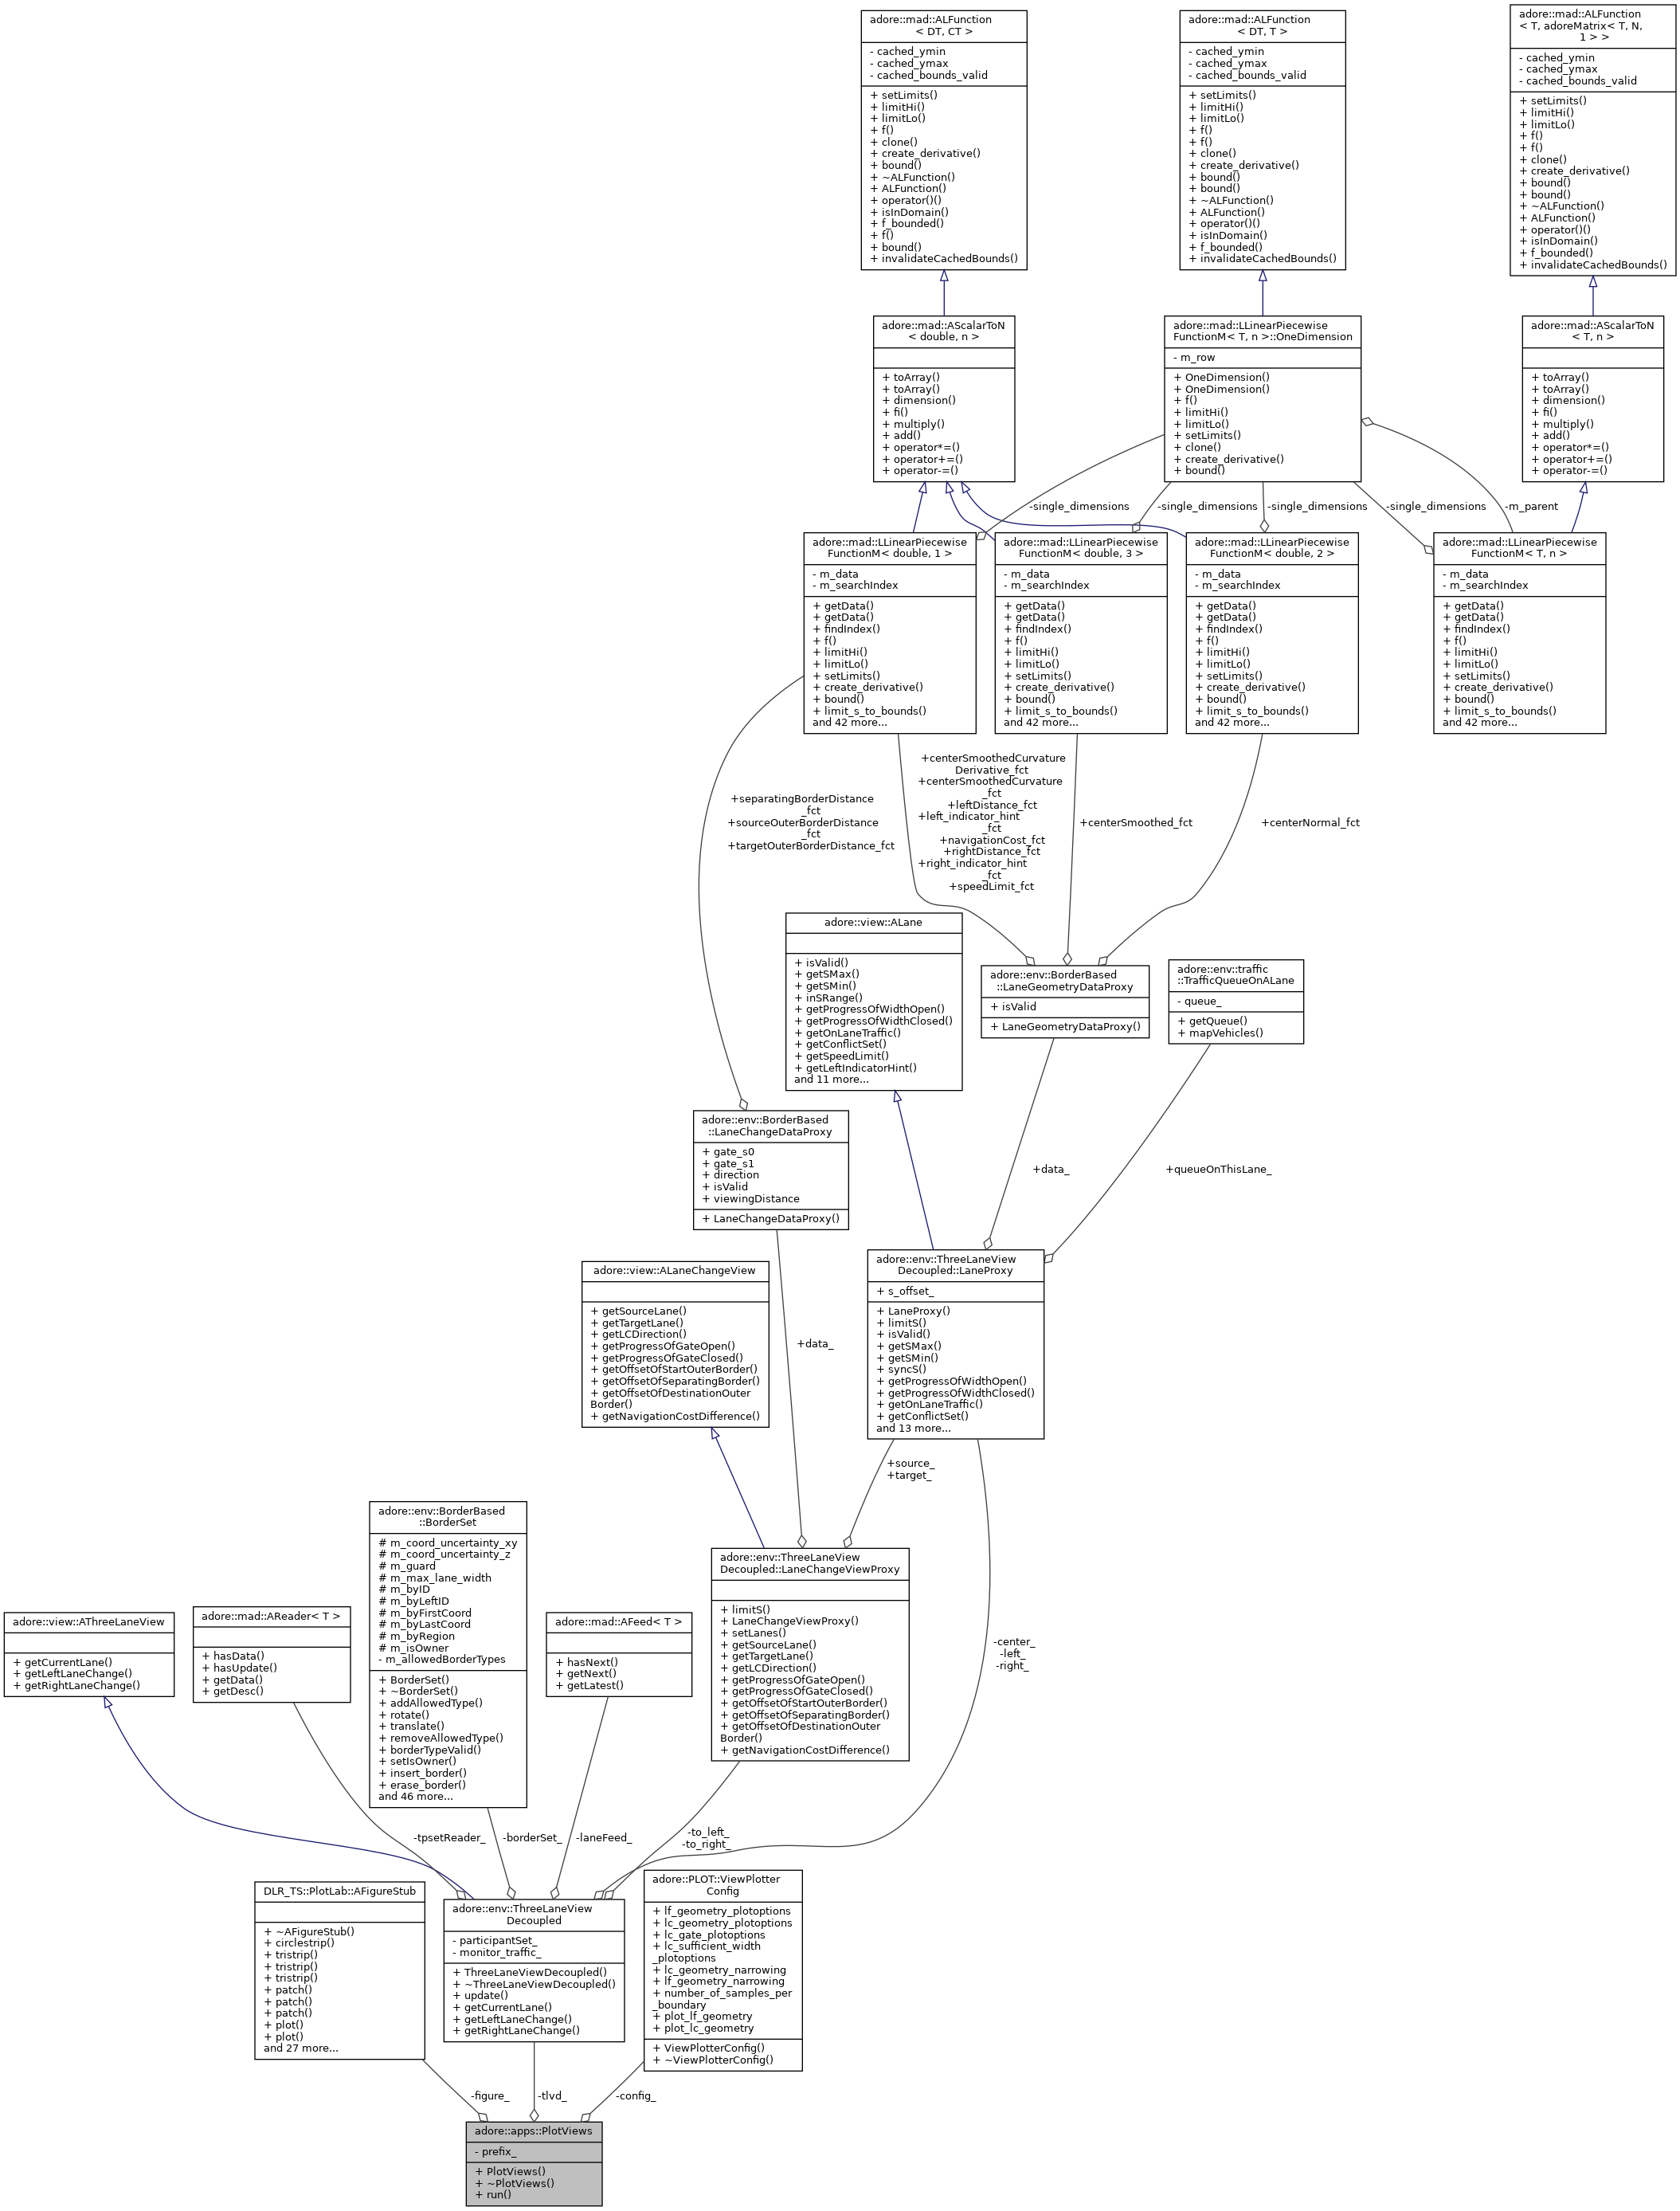 adore::mad::ALFunction
< DT, CT >
- cached_ymin
- cached_ymax
- cached_bounds_valid
+ setLimits()
+ limitHi()
+ limitLo()
+ f()
+ clone()
+ create_derivative()
+ bound()
+ ~ALFunction()
+ ALFunction()
+ operator()()
+ isInDomain()
+ f_bounded()
+ f()
+ bound()
+ invalidateCachedBounds()
adore::mad::ALFunction
< DT, T >
- cached_ymin
- cached_ymax
- cached_bounds_valid
+ setLimits()
+ limitHi()
+ limitLo()
+ f()
+ f()
+ clone()
+ create_derivative()
+ bound()
+ bound()
+ ~ALFunction()
+ ALFunction()
+ operator()()
+ isInDomain()
+ f_bounded()
+ invalidateCachedBounds()
adore::mad::ALFunction
< T, adoreMatrix< T, N,
1 > >
- cached_ymin
- cached_ymax
- cached_bounds_valid
+ setLimits()
+ limitHi()
+ limitLo()
+ f()
+ f()
+ clone()
+ create_derivative()
+ bound()
+ bound()
+ ~ALFunction()
+ ALFunction()
+ operator()()
+ isInDomain()
+ f_bounded()
+ invalidateCachedBounds()
adore::mad::AScalarToN
< double, n >
+ toArray()
+ toArray()
+ dimension()
+ fi()
+ multiply()
+ add()
+ operator*=()
+ operator+=()
+ operator-=()
adore::mad::LLinearPiecewise
FunctionM< T, n >::OneDimension
- m_row
+ OneDimension()
+ OneDimension()
+ f()
+ limitHi()
+ limitLo()
+ setLimits()
+ clone()
+ create_derivative()
+ bound()
adore::mad::AScalarToN
< T, n >
+ toArray()
+ toArray()
+ dimension()
+ fi()
+ multiply()
+ add()
+ operator*=()
+ operator+=()
+ operator-=()
-single_dimensions
-single_dimensions
-single_dimensions
-single_dimensions
-m_parent
adore::mad::LLinearPiecewise
FunctionM< double, 1 >
- m_data
- m_searchIndex
+ getData()
+ getData()
+ findIndex()
+ f()
+ limitHi()
+ limitLo()
+ setLimits()
+ create_derivative()
+ bound()
+ limit_s_to_bounds()
and 42 more...
adore::mad::LLinearPiecewise
FunctionM< double, 3 >
- m_data
- m_searchIndex
+ getData()
+ getData()
+ findIndex()
+ f()
+ limitHi()
+ limitLo()
+ setLimits()
+ create_derivative()
+ bound()
+ limit_s_to_bounds()
and 42 more...
adore::mad::LLinearPiecewise
FunctionM< double, 2 >
- m_data
- m_searchIndex
+ getData()
+ getData()
+ findIndex()
+ f()
+ limitHi()
+ limitLo()
+ setLimits()
+ create_derivative()
+ bound()
+ limit_s_to_bounds()
and 42 more...
adore::mad::LLinearPiecewise
FunctionM< T, n >
- m_data
- m_searchIndex
+ getData()
+ getData()
+ findIndex()
+ f()
+ limitHi()
+ limitLo()
+ setLimits()
+ create_derivative()
+ bound()
+ limit_s_to_bounds()
and 42 more...
+separatingBorderDistance
_fct
+sourceOuterBorderDistance
_fct
+targetOuterBorderDistance_fct
+centerSmoothedCurvature
Derivative_fct
+centerSmoothedCurvature
_fct
+leftDistance_fct
+left_indicator_hint
_fct
+navigationCost_fct
+rightDistance_fct
+right_indicator_hint
_fct
+speedLimit_fct
+centerSmoothed_fct
+centerNormal_fct
adore::view::ALane
+ isValid()
+ getSMax()
+ getSMin()
+ inSRange()
+ getProgressOfWidthOpen()
+ getProgressOfWidthClosed()
+ getOnLaneTraffic()
+ getConflictSet()
+ getSpeedLimit()
+ getLeftIndicatorHint()
and 11 more...
adore::env::BorderBased
::LaneGeometryDataProxy
+ isValid
+ LaneGeometryDataProxy()
adore::env::traffic
::TrafficQueueOnALane
- queue_
+ getQueue()
+ mapVehicles()
adore::env::BorderBased
::LaneChangeDataProxy
+ gate_s0
+ gate_s1
+ direction
+ isValid
+ viewingDistance
+ LaneChangeDataProxy()
+data_
+queueOnThisLane_
adore::view::ALaneChangeView
+ getSourceLane()
+ getTargetLane()
+ getLCDirection()
+ getProgressOfGateOpen()
+ getProgressOfGateClosed()
+ getOffsetOfStartOuterBorder()
+ getOffsetOfSeparatingBorder()
+ getOffsetOfDestinationOuter
Border()
+ getNavigationCostDifference()
+data_
adore::env::ThreeLaneView
Decoupled::LaneProxy
+ s_offset_
+ LaneProxy()
+ limitS()
+ isValid()
+ getSMax()
+ getSMin()
+ syncS()
+ getProgressOfWidthOpen()
+ getProgressOfWidthClosed()
+ getOnLaneTraffic()
+ getConflictSet()
and 13 more...
+source_
+target_
adore::view::AThreeLaneView
+ getCurrentLane()
+ getLeftLaneChange()
+ getRightLaneChange()
adore::mad::AReader< T >
+ hasData()
+ hasUpdate()
+ getData()
+ getDesc()
adore::env::BorderBased
::BorderSet
# m_coord_uncertainty_xy
# m_coord_uncertainty_z
# m_guard
# m_max_lane_width
# m_byID
# m_byLeftID
# m_byFirstCoord
# m_byLastCoord
# m_byRegion
# m_isOwner
- m_allowedBorderTypes
+ BorderSet()
+ ~BorderSet()
+ addAllowedType()
+ rotate()
+ translate()
+ removeAllowedType()
+ borderTypeValid()
+ setIsOwner()
+ insert_border()
+ erase_border()
and 46 more...
adore::mad::AFeed< T >
+ hasNext()
+ getNext()
+ getLatest()
adore::env::ThreeLaneView
Decoupled::LaneChangeViewProxy
+ limitS()
+ LaneChangeViewProxy()
+ setLanes()
+ getSourceLane()
+ getTargetLane()
+ getLCDirection()
+ getProgressOfGateOpen()
+ getProgressOfGateClosed()
+ getOffsetOfStartOuterBorder()
+ getOffsetOfSeparatingBorder()
+ getOffsetOfDestinationOuter
Border()
+ getNavigationCostDifference()
-center_
-left_
-right_
-tpsetReader_
-borderSet_
-laneFeed_
-to_left_
-to_right_
DLR_TS::PlotLab::AFigureStub
+ ~AFigureStub()
+ circlestrip()
+ tristrip()
+ tristrip()
+ tristrip()
+ patch()
+ patch()
+ patch()
+ plot()
+ plot()
and 27 more...
adore::env::ThreeLaneView
Decoupled
- participantSet_
- monitor_traffic_
+ ThreeLaneViewDecoupled()
+ ~ThreeLaneViewDecoupled()
+ update()
+ getCurrentLane()
+ getLeftLaneChange()
+ getRightLaneChange()
adore::PLOT::ViewPlotter
Config
+ lf_geometry_plotoptions
+ lc_geometry_plotoptions
+ lc_gate_plotoptions
+ lc_sufficient_width
_plotoptions
+ lc_geometry_narrowing
+ lf_geometry_narrowing
+ number_of_samples_per
_boundary
+ plot_lf_geometry
+ plot_lc_geometry
+ ViewPlotterConfig()
+ ~ViewPlotterConfig()
-figure_
-tlvd_
-config_
adore::apps::PlotViews
- prefix_
+ PlotViews()
+ ~PlotViews()
+ run()